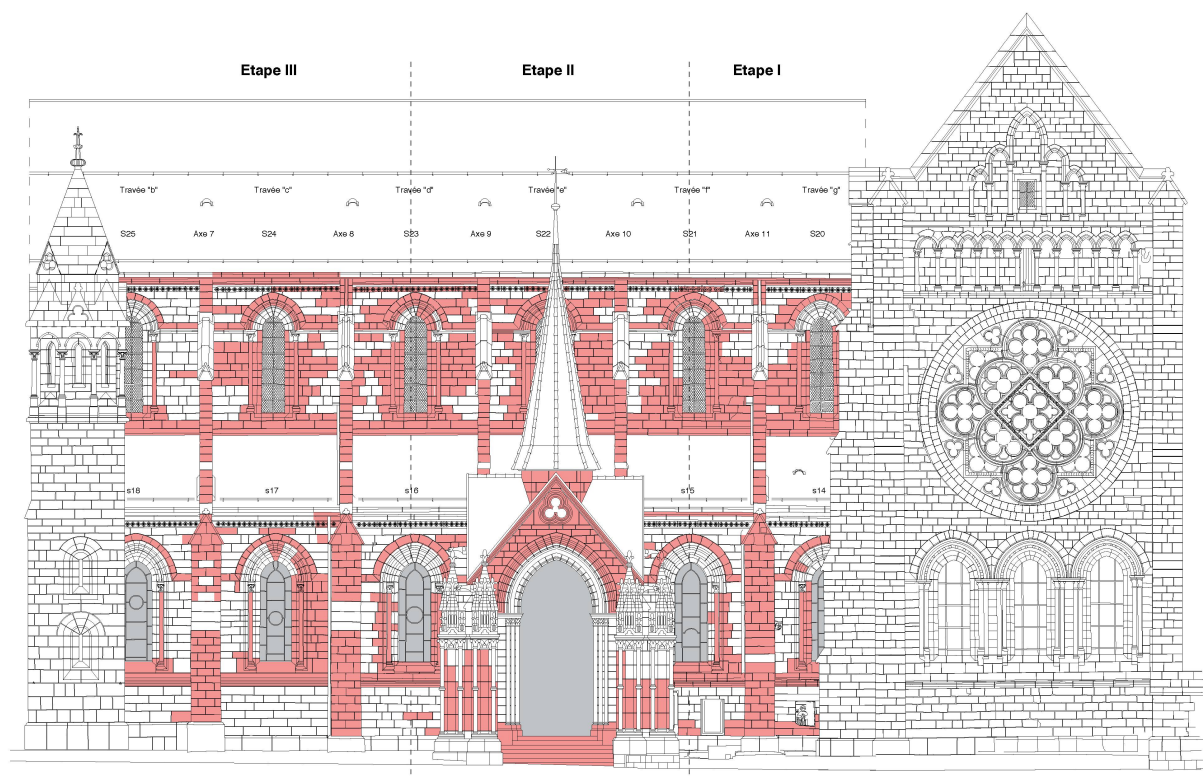 Etape III Etape II Etape I
Travée "b" Travée "c" Travée "d" Travée "e" Travée "f" Travée "g"
S25 Axe 7 S24 Axe 8 S23 Axe 9 S22 Axe 10 S21 Axe 11 S20
s18 s17 s16 s15 s14